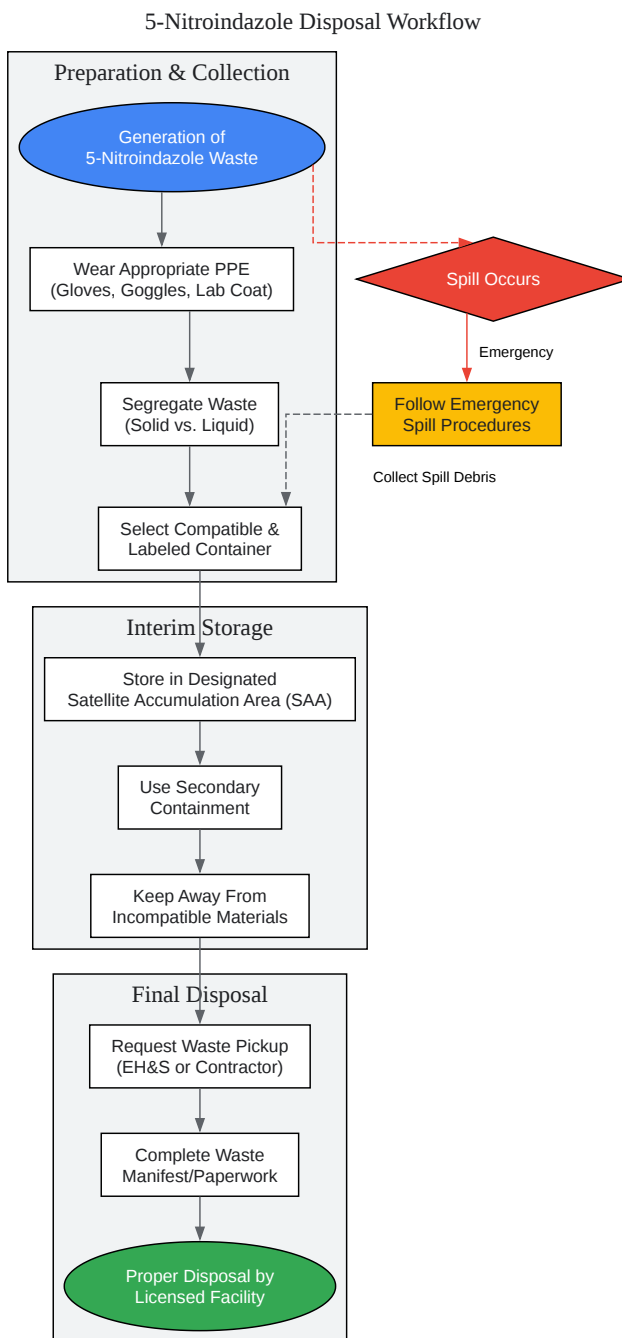 5-Nitroindazole Disposal Workflow
Preparation & Collection
Generation of
5-Nitroindazole Waste
Wear Appropriate PPE
(Gloves, Goggles, Lab Coat)
Spill Occurs
Emergency
Segregate Waste
(Solid vs. Liquid)
Follow Emergency
Spill Procedures
Collect Spill Debris
Select Compatible &
Labeled Container
Interim Storage
Store in Designated
Satellite Accumulation Area (SAA)
Use Secondary
Containment
Keep Away From
Incompatible Materials
Final Disposal
Request Waste Pickup
(EH&S or Contractor)
Complete Waste
Manifest/Paperwork
Proper Disposal by
Licensed Facility